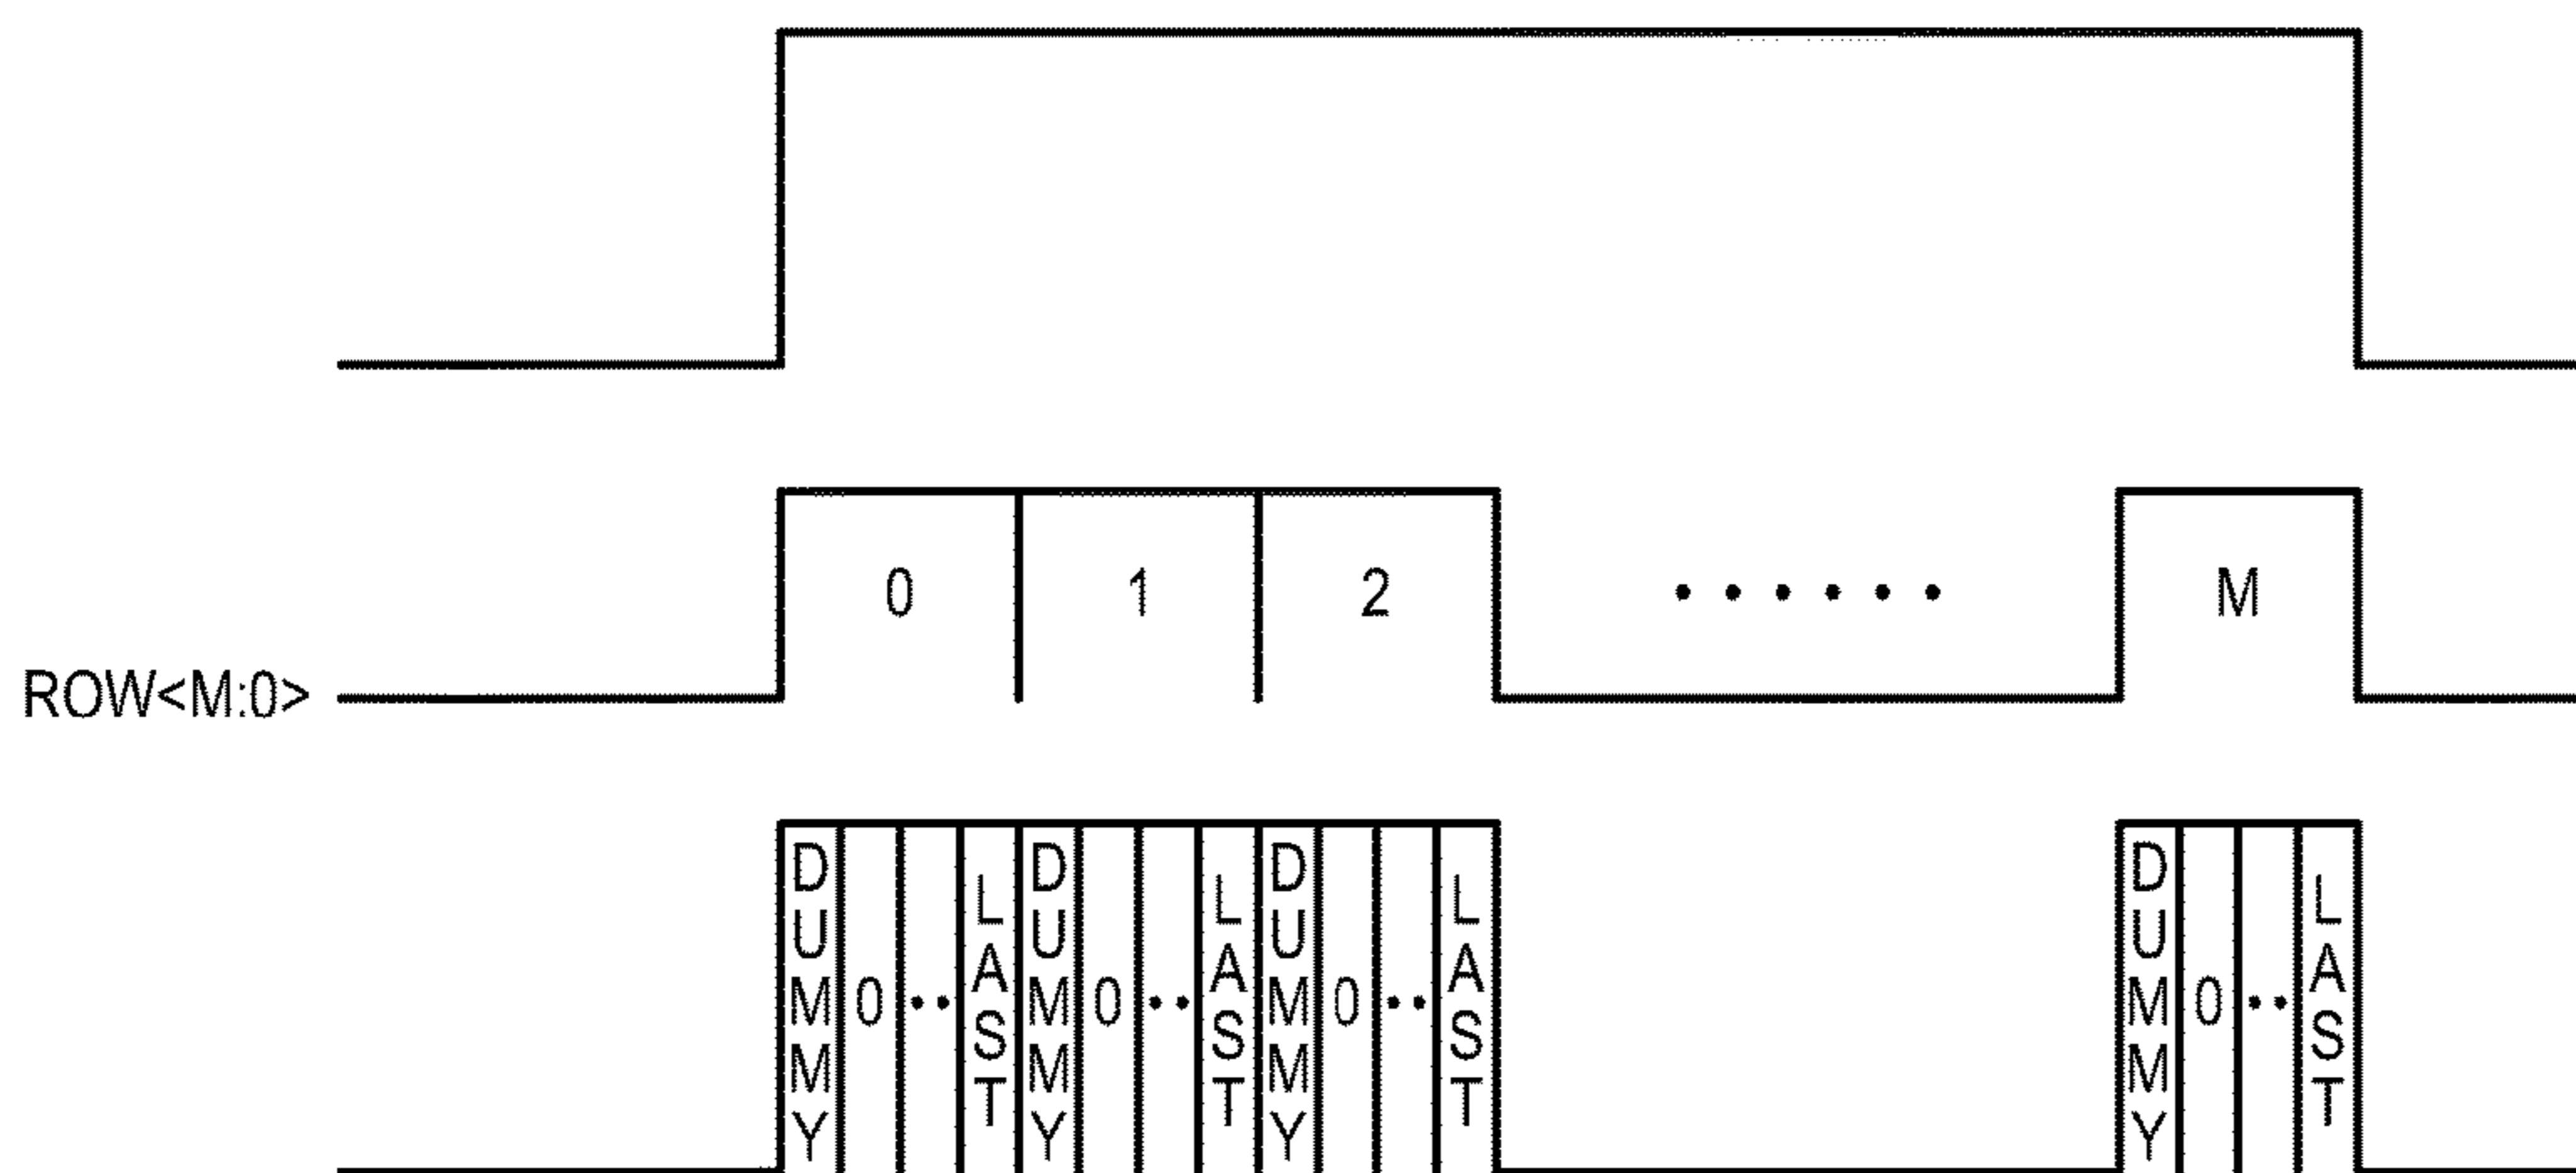 0 1 2 ...... M
ROW<M:0>
DUMMY 0 .. LAST DUMMY 0 .. LAST DUMMY 0 .. LAST DUMMY 0 .. LAST